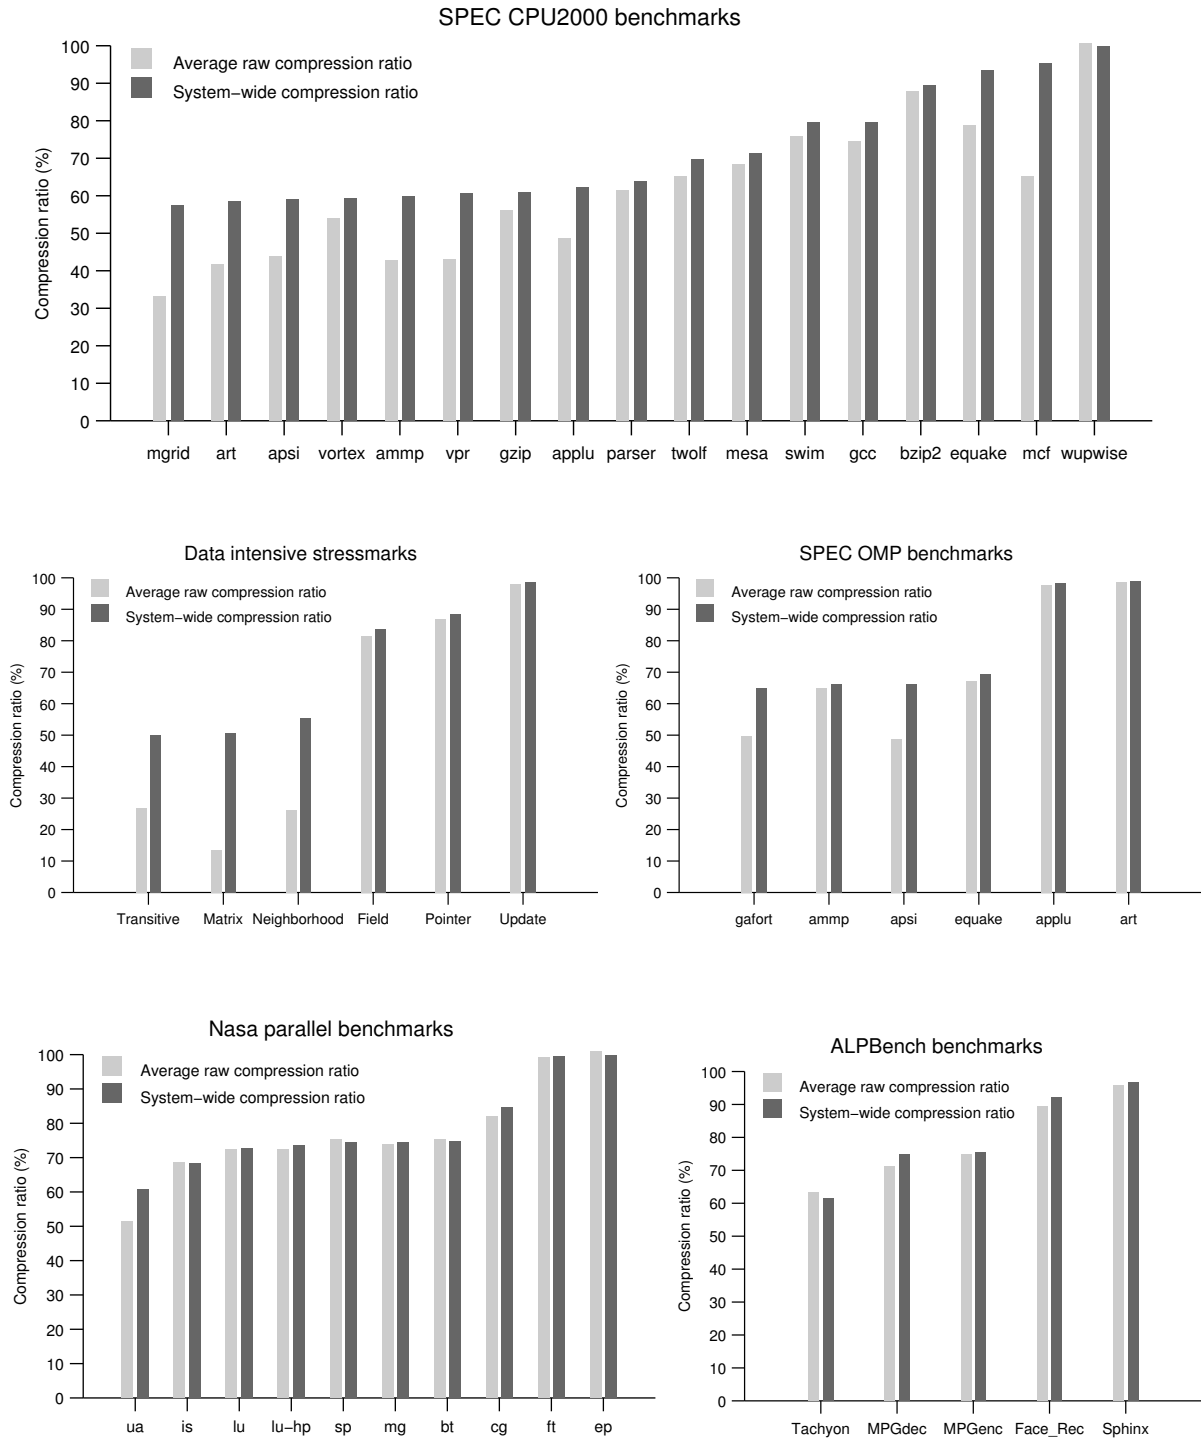 SPEC CPU2000 benchmarks
100
90
80
70
60
50
40
30
20
10
0
Compression ratio (%)
Average raw compression ratio
System−wide compression ratio
mgrid art apsi vortex ammp vpr gzip applu parser twolf mesa swim gcc bzip2 equake mcf wupwise
Data intensive stressmarks
100
90
80
70
60
50
40
30
20
10
0
Compression ratio (%)
Average raw compression ratio
System−wide compression ratio
Transitive Matrix Neighborhood Field Pointer Update
SPEC OMP benchmarks
100
90
80
70
60
50
40
30
20
10
0
Compression ratio (%)
Average raw compression ratio
System−wide compression ratio
gafort ammp apsi equake applu art
Nasa parallel benchmarks
100
90
80
70
60
50
40
30
20
10
0
Compression ratio (%)
Average raw compression ratio
System−wide compression ratio
ua is lu lu−hp sp mg bt cg ft ep
ALPBench benchmarks
100
90
80
70
60
50
40
30
20
10
0
Compression ratio (%)
Average raw compression ratio
System−wide compression ratio
Tachyon MPGdec MPGenc Face_Rec Sphinx